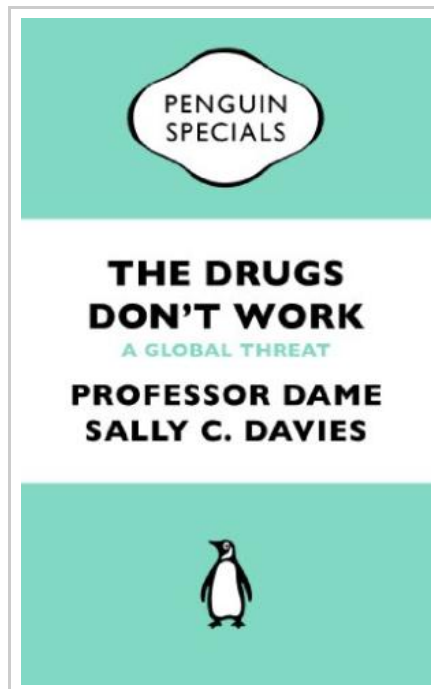 PENGUIN
SPECIALS
THE DRUGS
DON'T WORK
A GLOBAL THREAT
PROFESSOR DAME
SALLY C. DAVIES